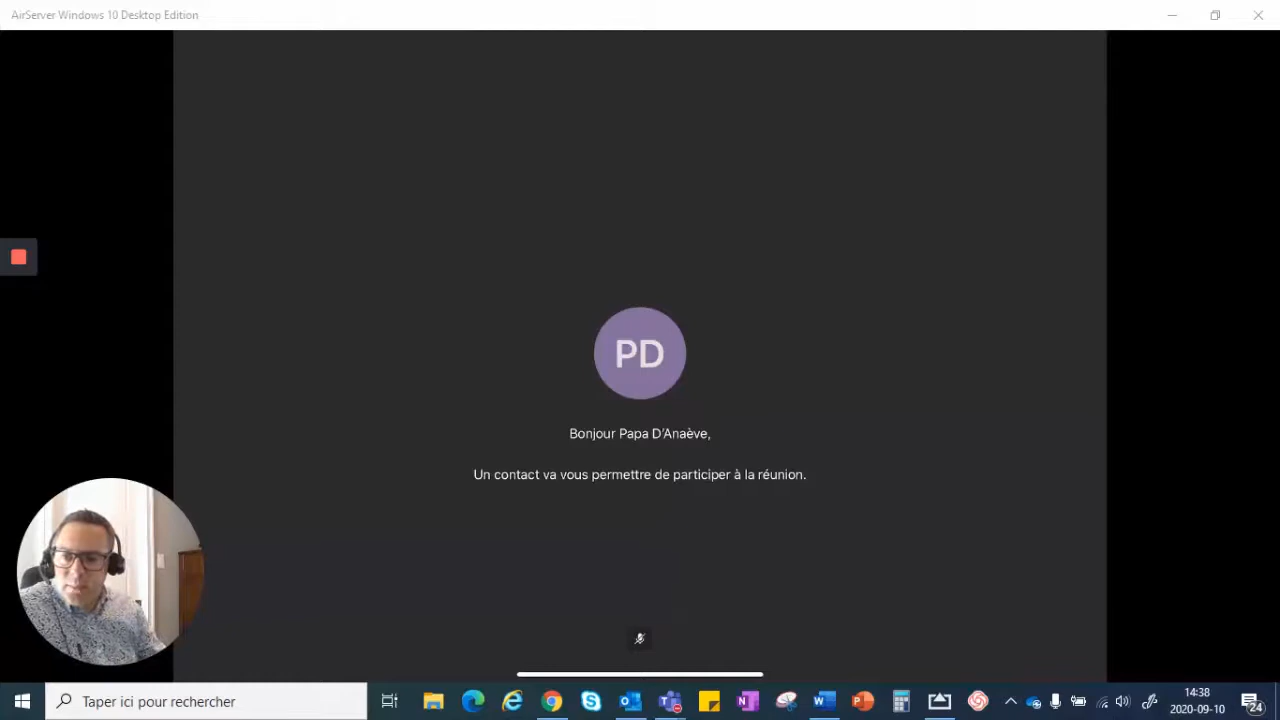 AirServer Windows 10 Desktop Edition
PD
Bonjour Papa D'Anaève,
Un contact va vous permettre de participer à la réunion.
Taper ici pour rechercher
14:38
2020-09-10
24